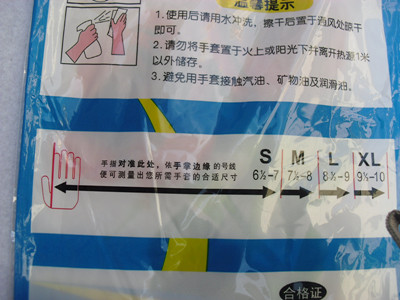 温馨提示
1.使用后请用水冲洗，擦干后置于通风处晾干
即可。
2.请勿将手套置于火上或阳光下并离开热源1米
以外储存。
3.避免用手套接触汽油、矿物油及润滑油。
手指对准此处，依手掌边缘的号线
便可测量出您所需手套的合适尺寸
S M L XL
6½-7 7½-8 8½-9 9½-10
合格证